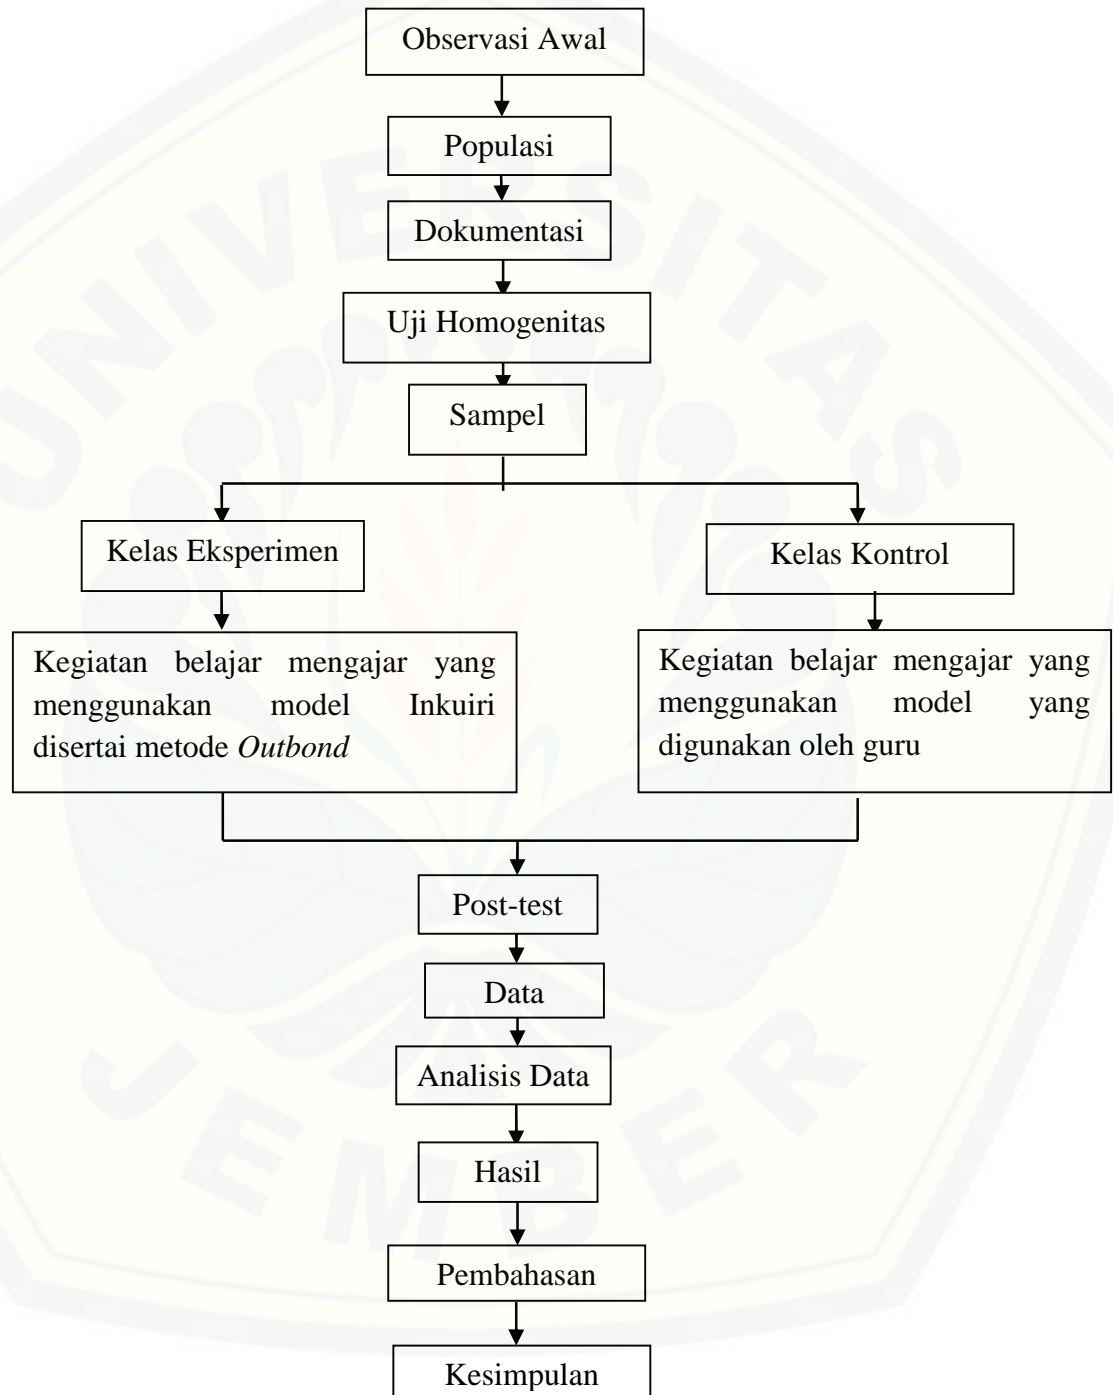 Observasi Awal
Populasi
Dokumentasi
Uji Homogenitas
Sampel
Kelas Eksperimen
Kelas Kontrol
Kegiatan belajar mengajar yang
menggunakan model Inkuiri
disertai metode Outbond
Kegiatan belajar mengajar yang
menggunakan model yang
digunakan oleh guru
Post-test
Data
Analisis Data
Hasil
Pembahasan
Kesimpulan
UNIVERSITAS
JEMBER